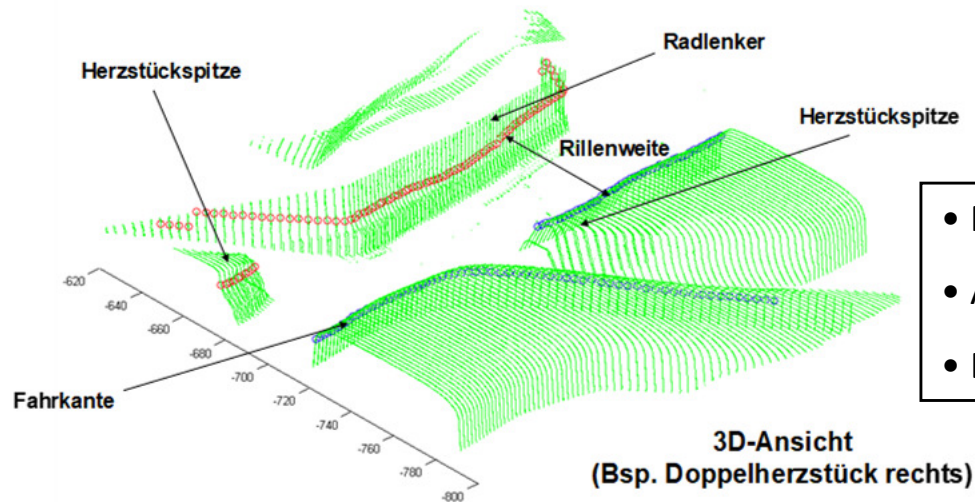 Radlenker
Herzstückspitze
Herzstückspitze
Rillenweite
-620
-640
-660
-680
-700
-720
-740
-760
-780
-800
Fahrkante
3D-Ansicht
(Bsp. Doppelherzstück rechts)